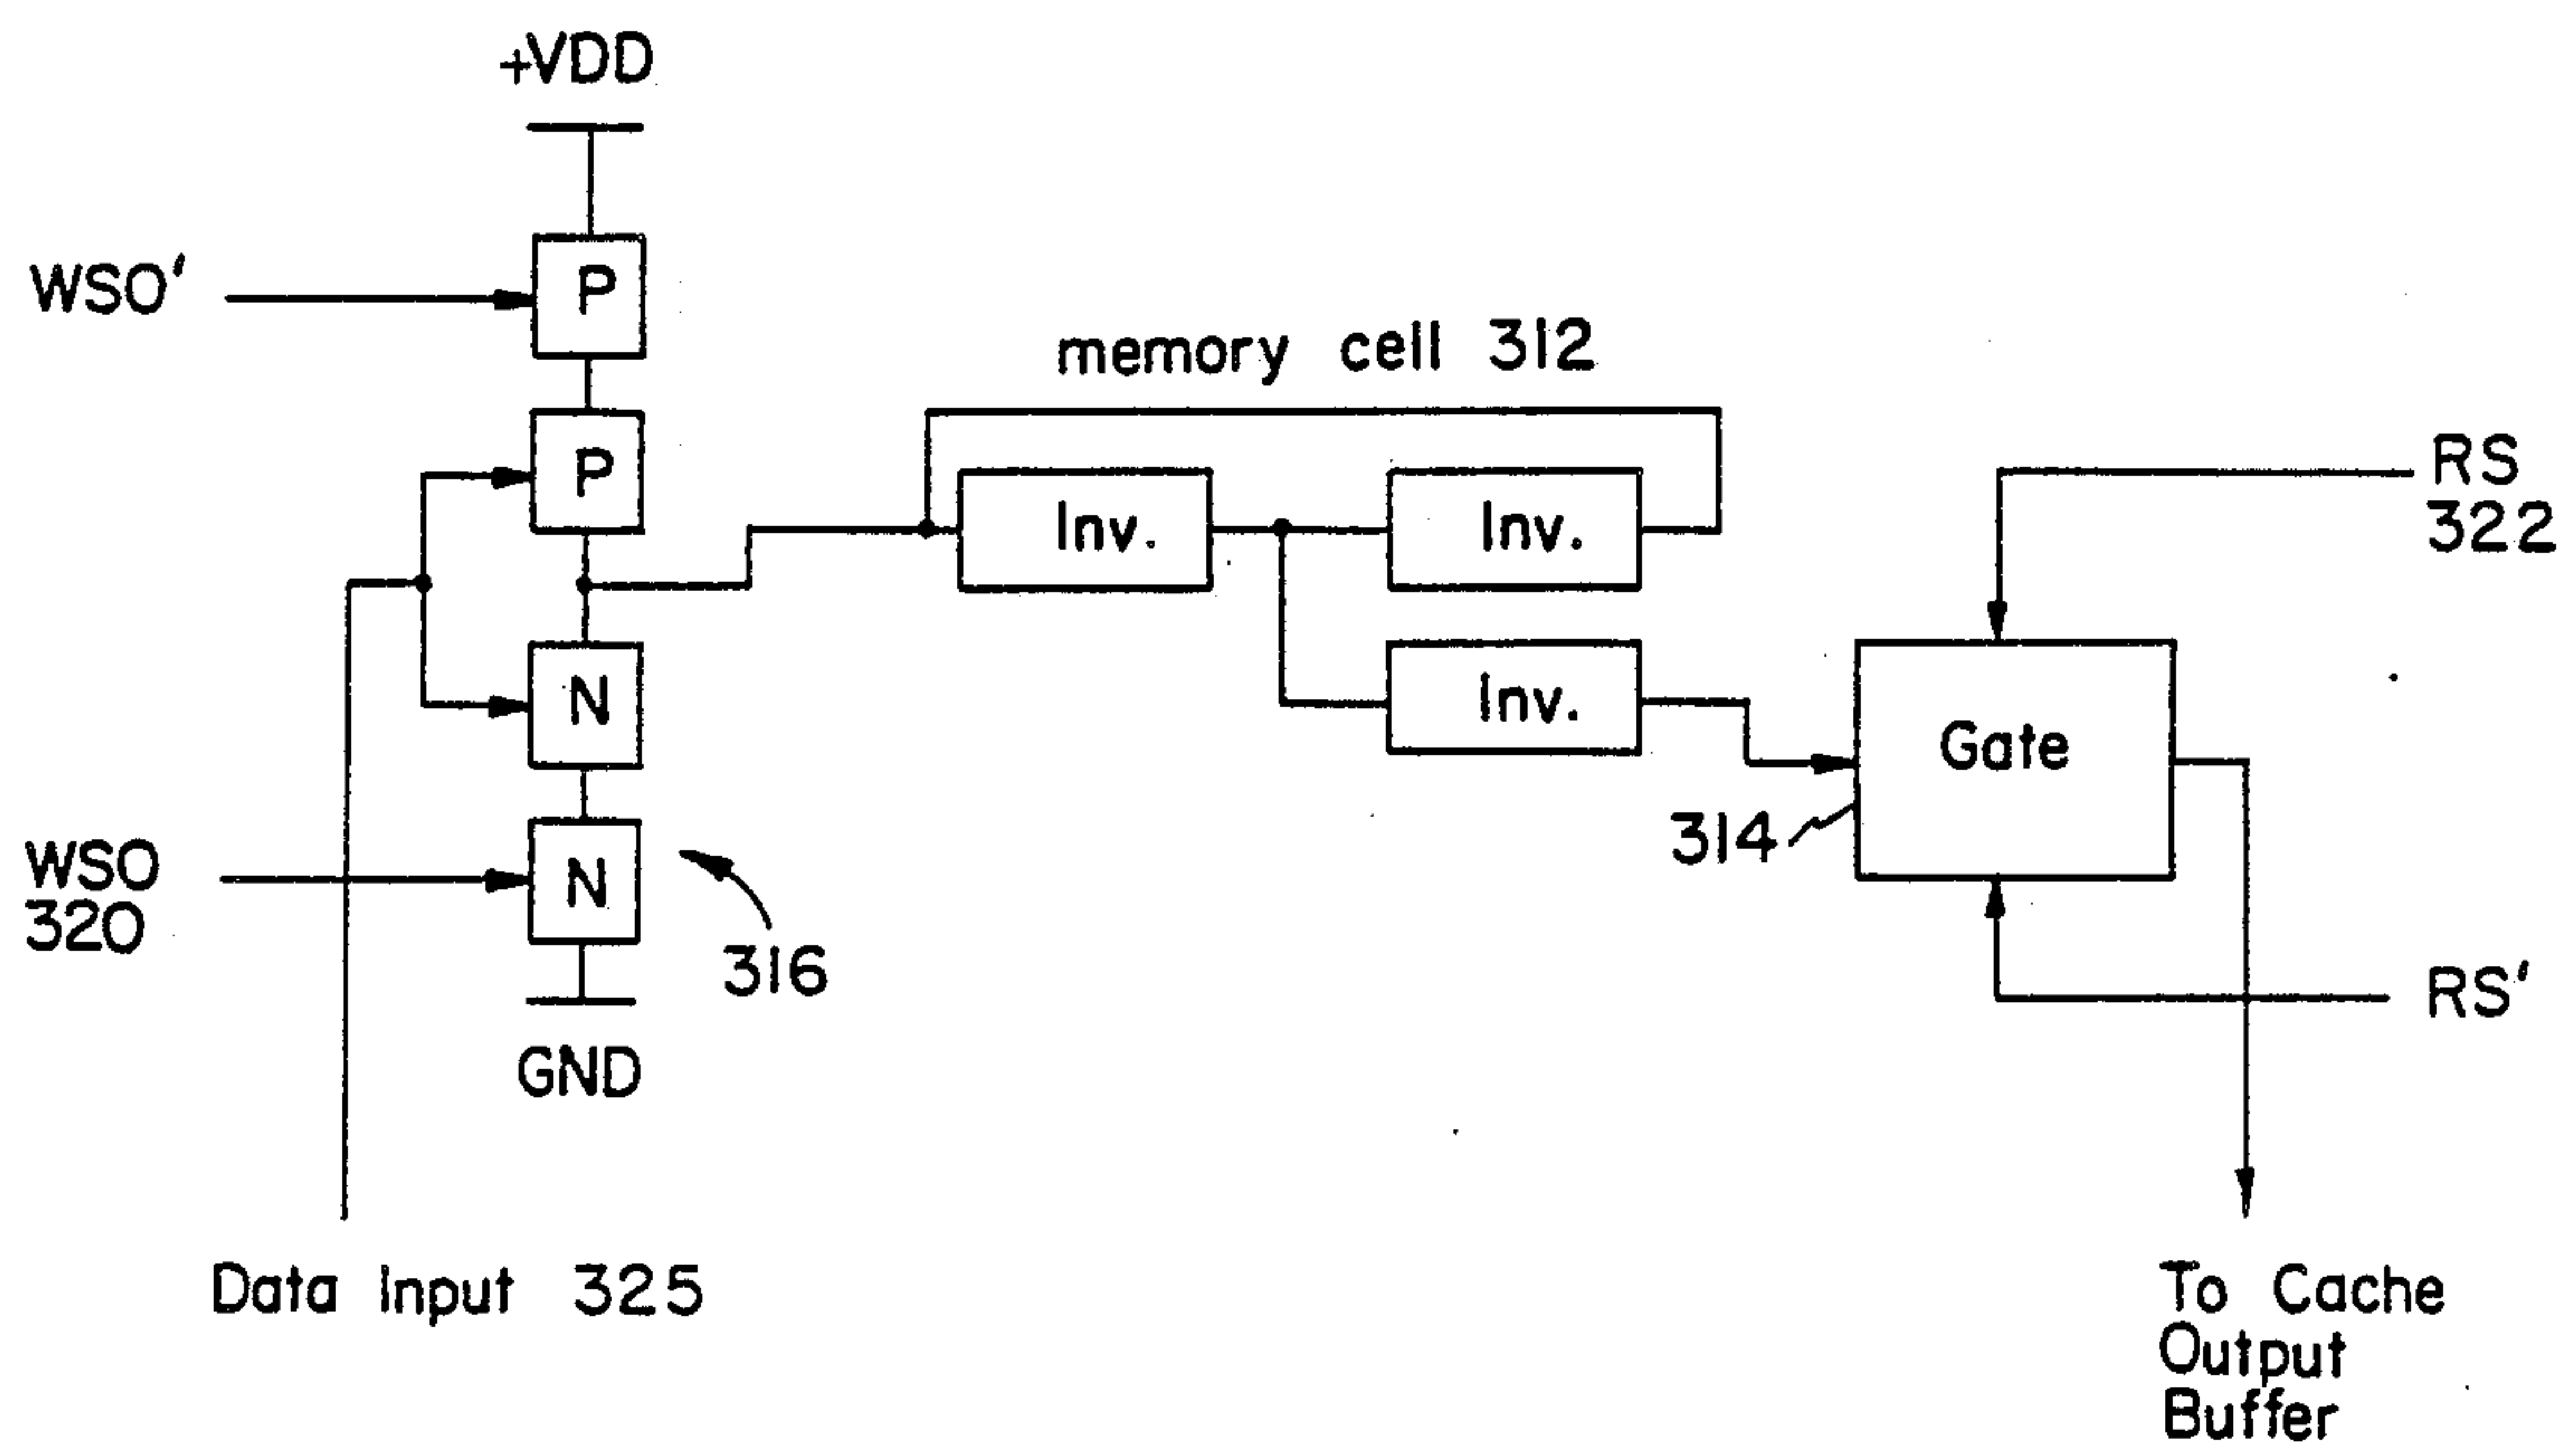 +VDD
WSO'
P
P
memory cell 312
Inv.
Inv.
RS
322
N
Inv.
Gate
314
WSO
320
N
316
RS'
GND
Data Input 325
To Cache
Output
Buffer